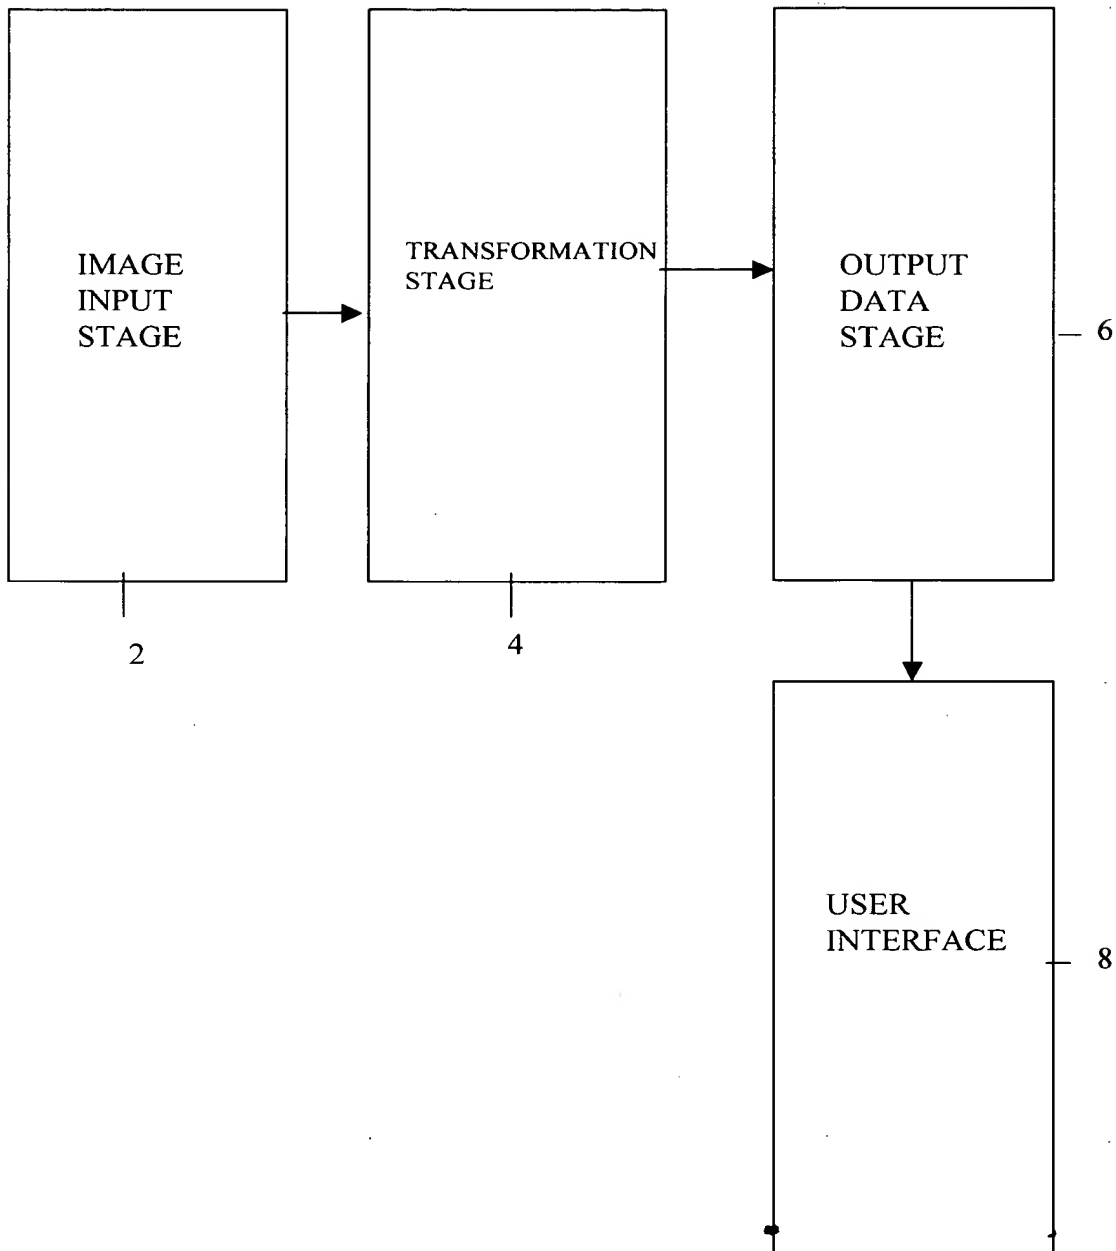 IMAGE
INPUT
STAGE
TRANSFORMATION
STAGE
OUTPUT
DATA
STAGE
6
2
4
USER
INTERFACE
8